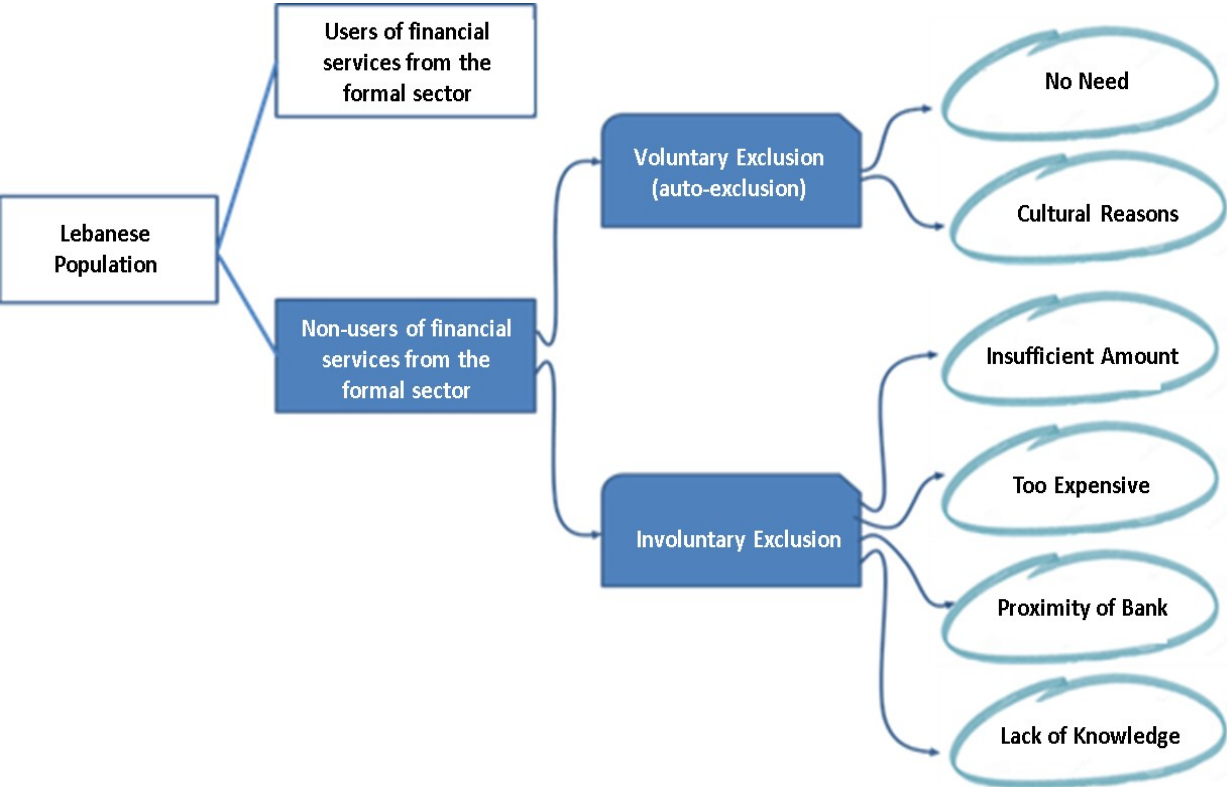 Users of financial
services from the
formal sector
No Need
Voluntary Exclusion
(auto-exclusion)
Cultural Reasons
Lebanese
Population
Non-users of financial
services from the
formal sector
Insufficient Amount
Too Expensive
Involuntary Exclusion
Proximity of Bank
Lack of Knowledge